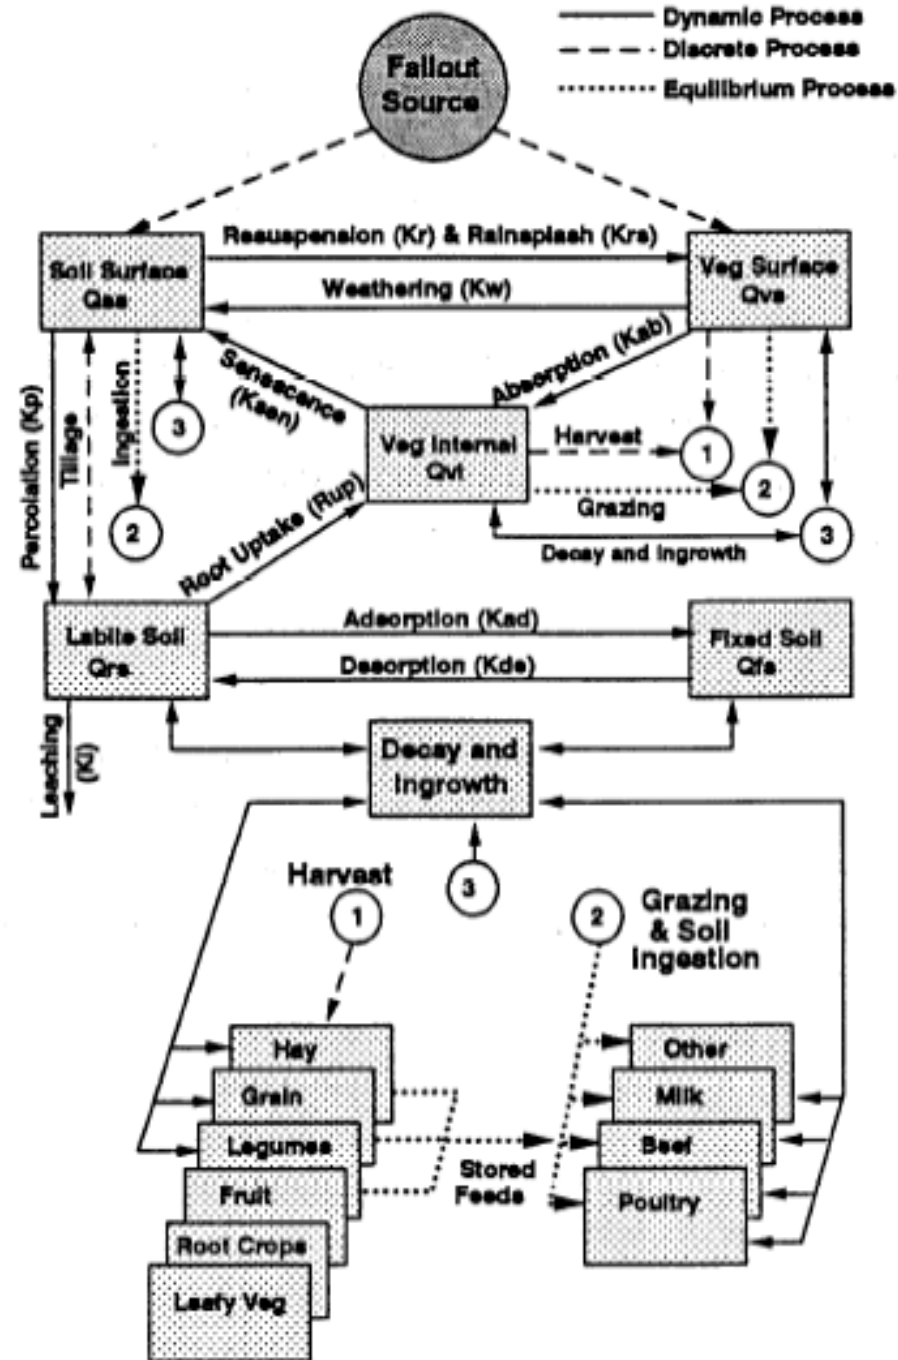 Dynamic Process
Discrete Process
Equilibrium Process
Fallout
Source
Resuspension (Kr) & Rainsplash (Krs)
Soil Surface
Qss
Veg Surface
Qvs
Weathering (Kw)
Senescence
(Ksen)
Absorption (Kab)
Percolation (Kp)
Tillage
Ingestion
3
2
Veg Internal
Qvi
Harvest
1
Grazing
2
Decay and Ingrowth
3
Root Uptake (Rup)
Labile Soil
Qrs
Adsorption (Kad)
Desorption (Kds)
Fixed Soil
Qfs
Leaching
(Kl)
Decay and
Ingrowth
3
Harvest
1
2
Grazing
& Soil
Ingestion
Hay
Grain
Legumes
Fruit
Root Crops
Leafy Veg
Stored
Feeds
Other
Milk
Beef
Poultry